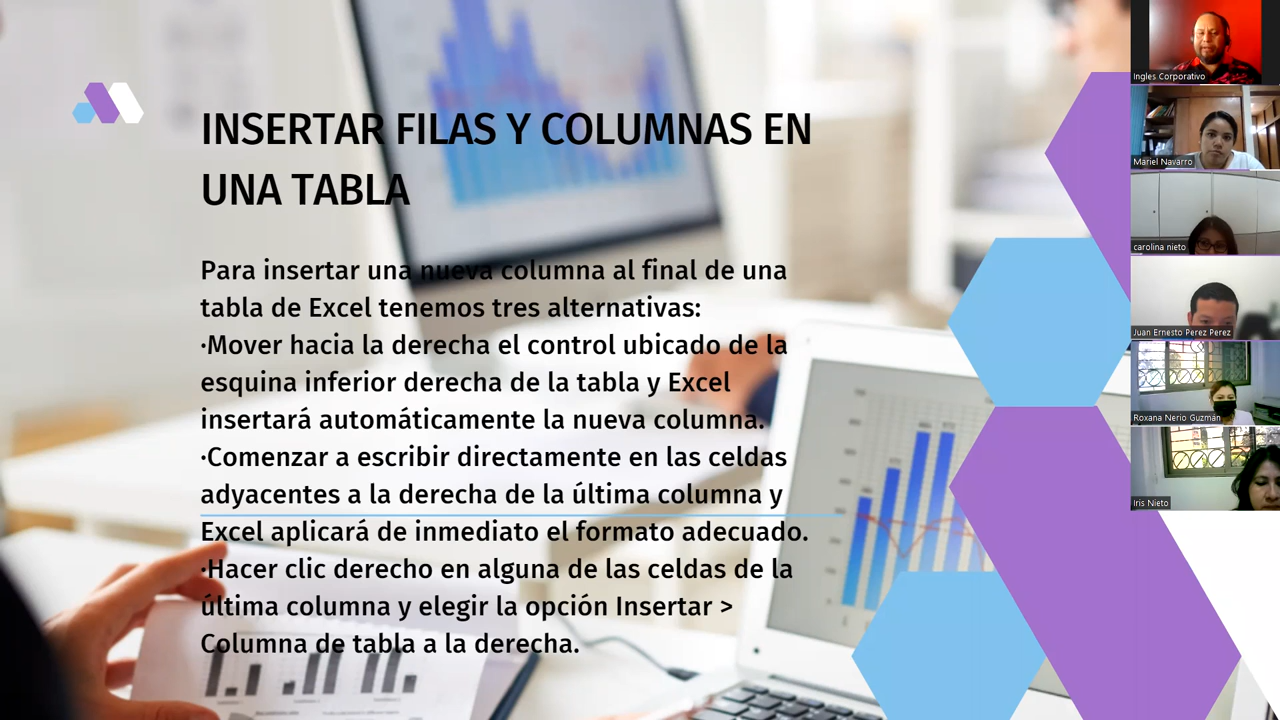 INSERTAR FILAS Y COLUMNAS EN
UNA TABLA
Para insertar una nueva columna al final de una
tabla de Excel tenemos tres alternativas:
·Mover hacia la derecha el control ubicado de la
esquina inferior derecha de la tabla y Excel
insertará automáticamente la nueva columna.
·Comenzar a escribir directamente en las celdas
adyacentes a la derecha de la última columna y
Excel aplicará de inmediato el formato adecuado.
·Hacer clic derecho en alguna de las celdas de la
última columna y elegir la opción Insertar >
Columna de tabla a la derecha.
Ingles Corporativo
Mariel Navarro
carolina nieto
Juan Ernesto Perez Perez
Roxana Nerio Guzmán
Iris Nieto